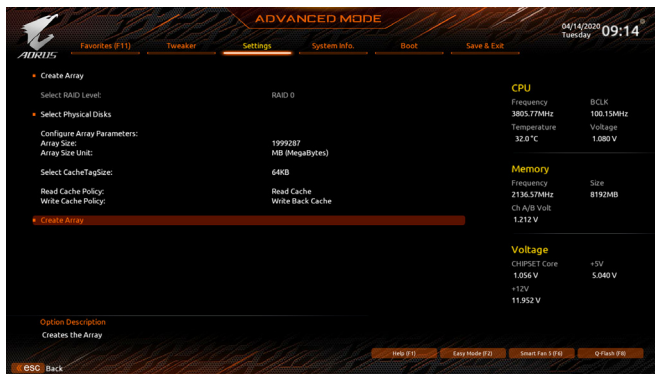 ADVANCED MODE
04/14/2020
Tuesday
09:14
AORUS
Favorites (F11) Tweaker Settings System Info. Boot Save & Exit
Create Array
Select RAID Level: RAID 0
Select Physical Disks
Configure Array Parameters:
Array Size: 1999287
Array Size Unit: MB (MegaBytes)
Select CacheTagSize: 64KB
Read Cache Policy: Read Cache
Write Cache Policy: Write Back Cache
Create Array
CPU
Frequency BCLK
3805.77MHz 100.15MHz
Temperature Voltage
32.0 °C 1.080 V
Memory
Frequency Size
2136.57MHz 8192MB
Ch A/B Volt
1.212 V
Voltage
CHIPSET Core +5V
1.056 V 5.040 V
+12V
11.952 V
Option Description
Creates the Array
Help (F1) Easy Mode (F2) Smart Fan 5 (F6) Q-Flash (F8)
esc Back